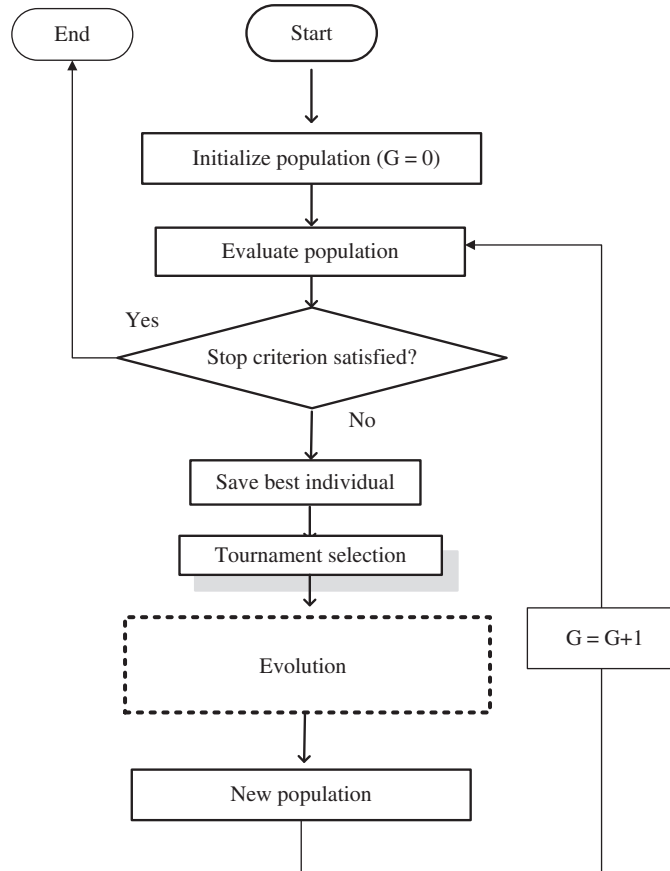 End
Start
Initialize population (G = 0)
Evaluate population
Yes
Stop criterion satisfied?
No
Save best individual
Tournament selection
Evolution
G = G+1
New population